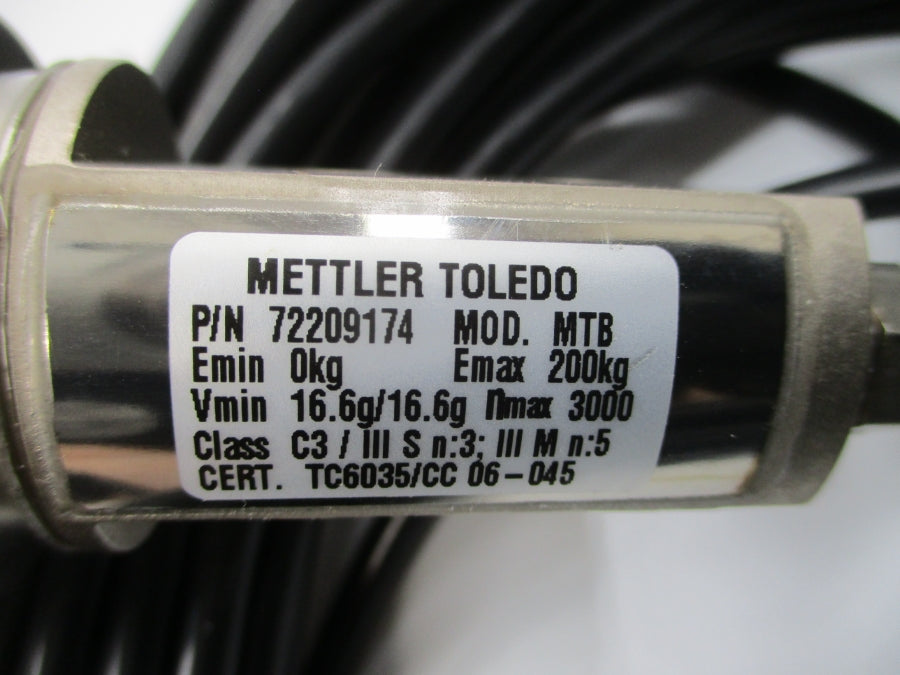 METTLER TOLEDO
P/N 72209174 MOD. MTB
Emin 0kg Emax 200kg
Vmin 16.6g/16.6g nmax 3000
Class C3 / III S n:3; III M n:5
CERT. TC6035/CC 06-045